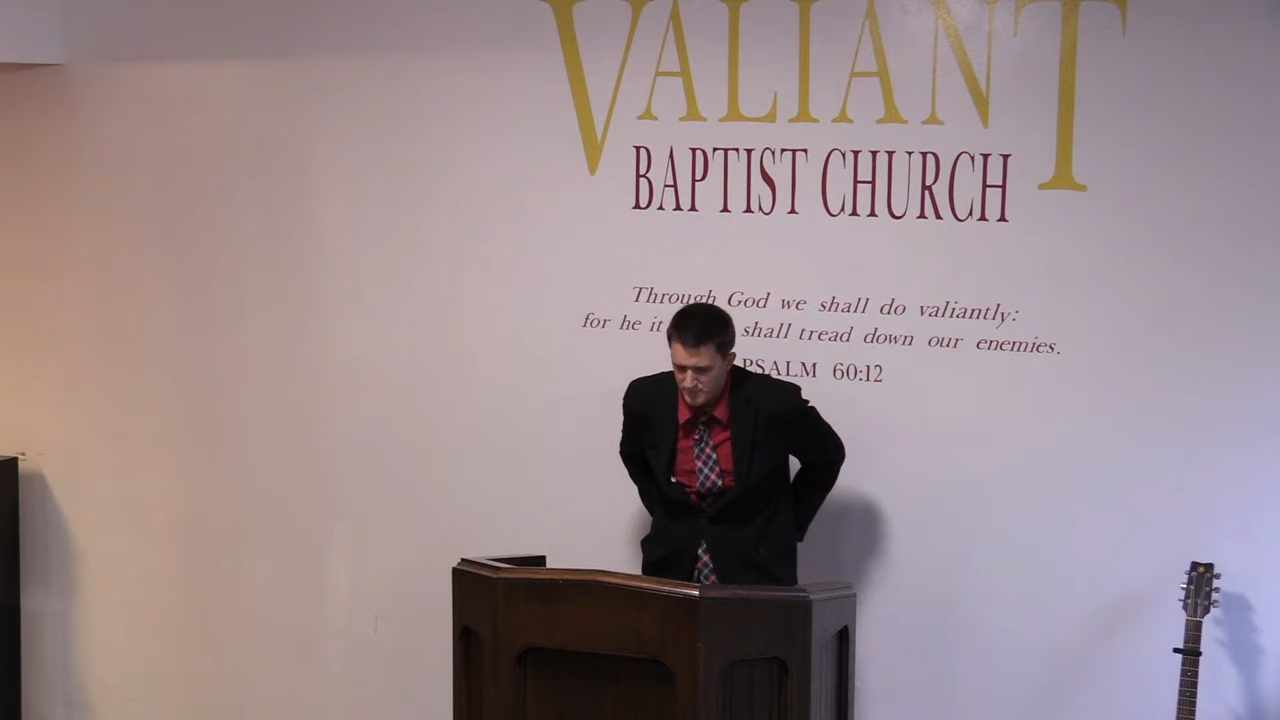 VALIANT
BAPTIST CHURCH
Through God we shall do valiantly:
for he it shall tread down our enemies.
PSALM 60:12